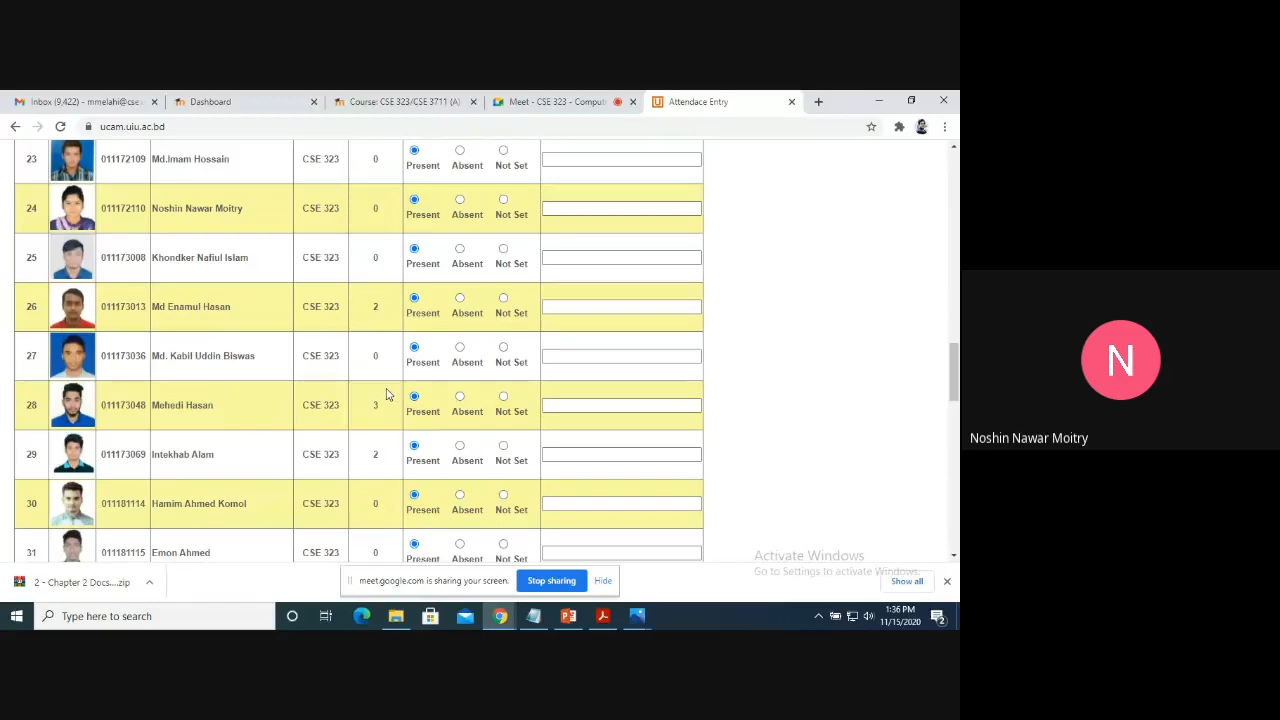 Inbox (9,422) - mmelahi@cse
Dashboard
Course: CSE 323/CSE 3711 (A)
Meet - CSE 323 - Comput
Attendace Entry
ucam.uiu.ac.bd
23 011172109 Md.Imam Hossain CSE 323 0 Present Absent Not Set
24 011172110 Noshin Nawar Moitry CSE 323 0 Present Absent Not Set
25 011173008 Khondker Nafiul Islam CSE 323 0 Present Absent Not Set
26 011173013 Md Enamul Hasan CSE 323 2 Present Absent Not Set
27 011173036 Md. Kabil Uddin Biswas CSE 323 0 Present Absent Not Set
28 011173048 Mehedi Hasan CSE 323 3 Present Absent Not Set
29 011173069 Intekhab Alam CSE 323 2 Present Absent Not Set
30 011181114 Hamim Ahmed Komol CSE 323 0 Present Absent Not Set
31 011181115 Emon Ahmed CSE 323 0 Present Absent Not Set
N
Noshin Nawar Moitry
Activate Windows
Go to Settings to activate Windows.
2 - Chapter 2 Docs....zip
meet.google.com is sharing your screen.
Stop sharing
Hide
Show all
Type here to search
1:36 PM
11/15/2020
2